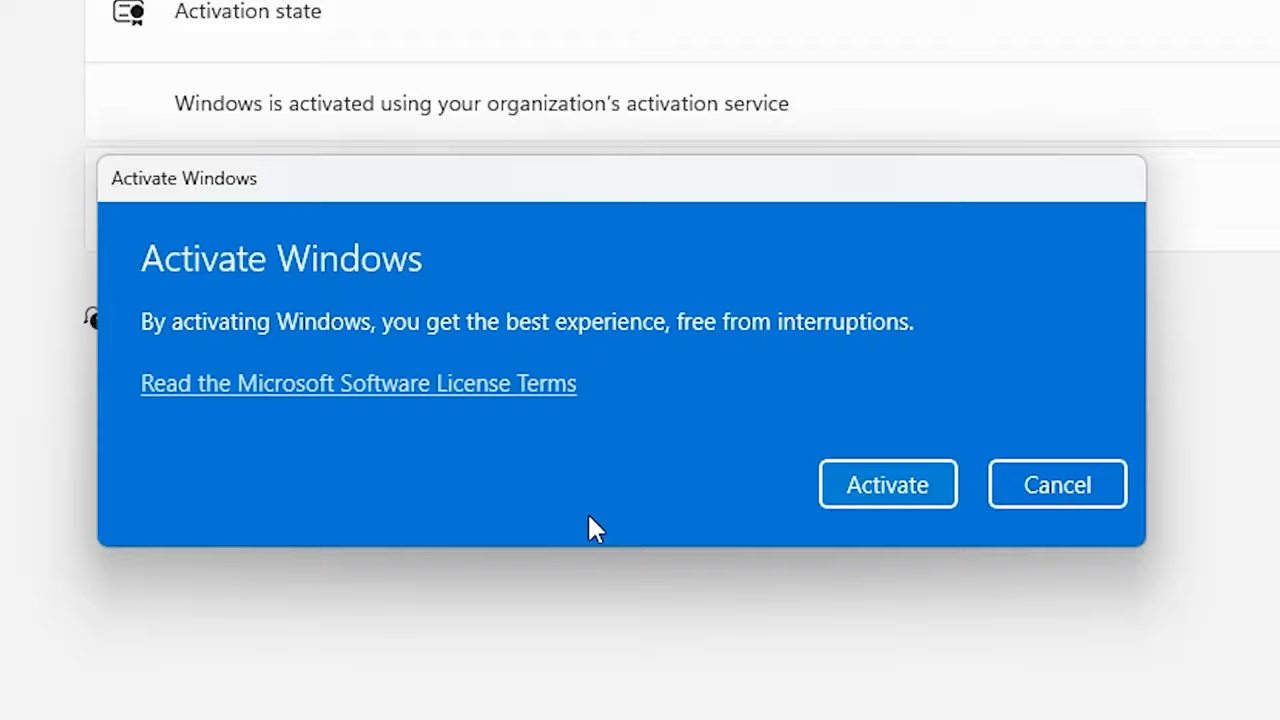 Activation state
Windows is activated using your organization’s activation service
Activate Windows
Activate Windows
By activating Windows, you get the best experience, free from interruptions.
Read the Microsoft Software License Terms
Activate
Cancel